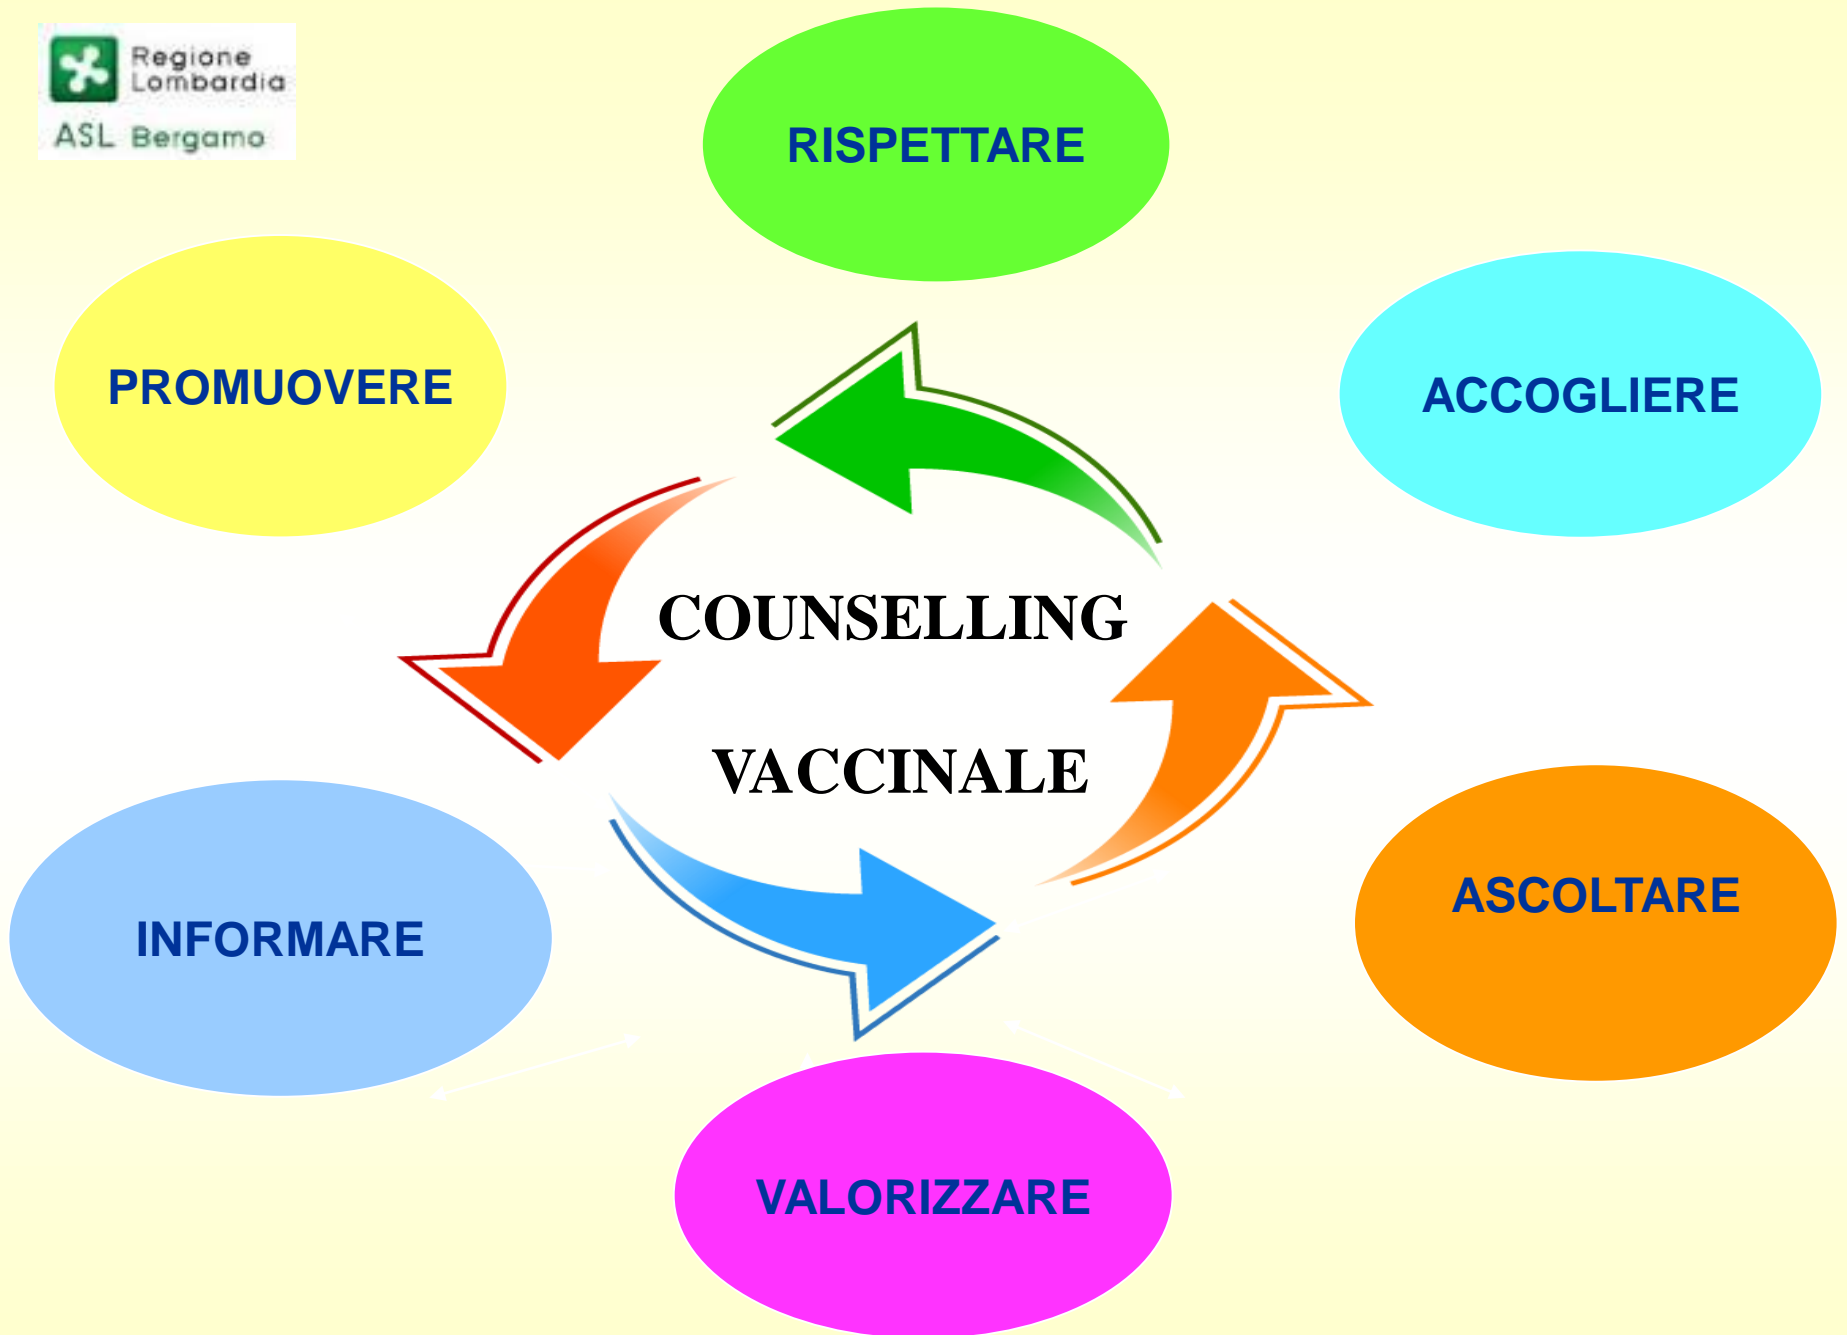 Regione
Lombardia
ASL Bergamo
RISPETTARE
PROMUOVERE
ACCOGLIERE
COUNSELLING
VACCINALE
INFORMARE
ASCOLTARE
VALORIZZARE